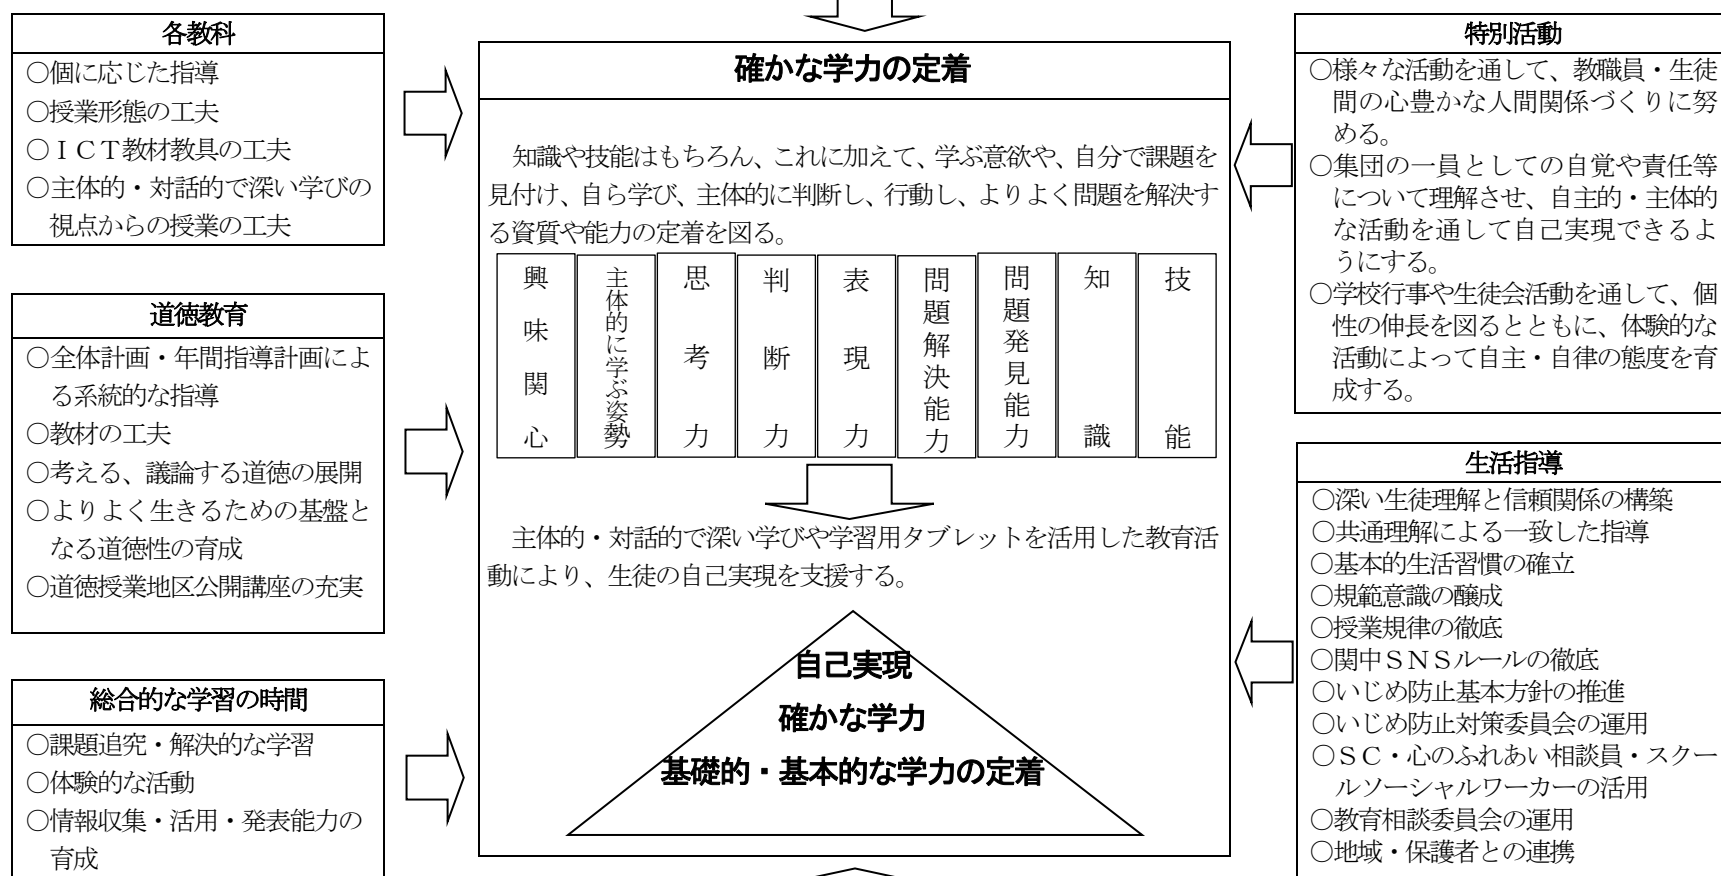 各教科
○個に応じた指導
○授業形態の工夫
○ＩＣＴ教材教具の工夫
○主体的・対話的で深い学びの
視点からの授業の工夫
道徳教育
○全体計画・年間指導計画によ
る系統的な指導
○教材の工夫
○考える、議論する道徳の展開
○よりよく生きるための基盤と
なる道徳性の育成
○道徳授業地区公開講座の充実
総合的な学習の時間
○課題追究・解決的な学習
○体験的な活動
○情報収集・活用・発表能力の
育成
確かな学力の定着
知識や技能はもちろん、これに加えて、学ぶ意欲や、自分で課題を
見付け、自ら学び、主体的に判断し、行動し、よりよく問題を解決す
る資質や能力の定着を図る。
興味関心
主体的に学ぶ姿勢
思考力
判断力
表現力
問題解決能力
問題発見能力
知識
技能
主体的・対話的で深い学びや学習用タブレットを活用した教育活
動により、生徒の自己実現を支援する。
自己実現
確かな学力
基礎的・基本的な学力の定着
特別活動
○様々な活動を通して、教職員・生徒
間の心豊かな人間関係づくりに努
める。
○集団の一員としての自覚や責任等
について理解させ、自主的・主体的
な活動を通して自己実現できるよ
うにする。
○学校行事や生徒会活動を通して、個
性の伸長を図るとともに、体験的な
活動によって自主・自律の態度を育
成する。
生活指導
○深い生徒理解と信頼関係の構築
○共通理解による一致した指導
○基本的生活習慣の確立
○規範意識の醸成
○授業規律の徹底
○関中ＳＮＳルールの徹底
○いじめ防止基本方針の推進
○いじめ防止対策委員会の運用
○ＳＣ・心のふれあい相談員・スクー
ルソーシャルワーカーの活用
○教育相談委員会の運用
○地域・保護者との連携